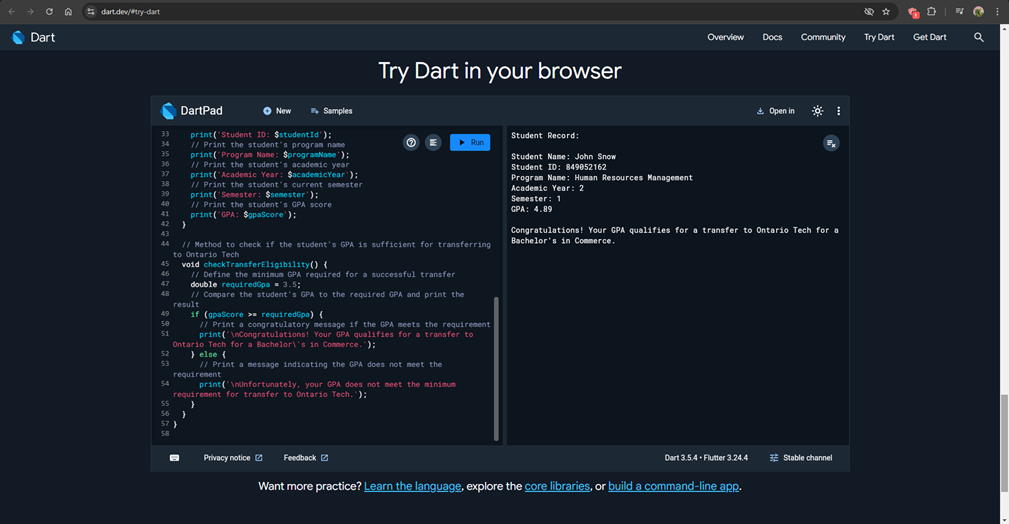 dart.dev/#try-dart
Dart
Overview Docs Community Try Dart Get Dart
Try Dart in your browser
DartPad New Samples Open in
Run
33 print('Student ID: $studentId');
34 // Print the student's program name
35 print('Program Name: $programName');
36 // Print the student's academic year
37 print('Academic Year: $academicYear');
38 // Print the student's current semester
39 print('Semester: $semester');
40 // Print the student's GPA score
41 print('GPA: $gpaScore');
42 }
43
44 // Method to check if the student's GPA is sufficient for transferring
to Ontario Tech
45 void checkTransferEligibility() {
46 // Define the minimum GPA required for a successful transfer
47 double requiredGpa = 3.5;
48 // Compare the student's GPA to the required GPA and print the
result
49 if (gpaScore >= requiredGpa) {
50 // Print a congratulatory message if the GPA meets the requirement
51 print('\nCongratulations! Your GPA qualifies for a transfer to
Ontario Tech for a Bachelor\'s in Commerce.');
52 } else {
53 // Print a message indicating the GPA does not meet the
requirement
54 print('\nUnfortunately, your GPA does not meet the minimum
requirement for transfer to Ontario Tech.');
55 }
56 }
57 }
58
Student Record:
Student Name: John Snow
Student ID: 849052162
Program Name: Human Resources Management
Academic Year: 2
Semester: 1
GPA: 4.89
Congratulations! Your GPA qualifies for a transfer to Ontario Tech for a
Bachelor's in Commerce.
Privacy notice Feedback Dart 3.5.4 • Flutter 3.24.4 Stable channel
Want more practice? Learn the language, explore the core libraries, or build a command-line app.